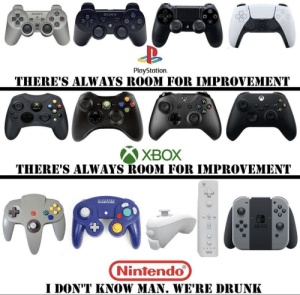 PlayStation
THERE'S ALWAYS ROOM FOR IMPROVEMENT
XBOX
THERE'S ALWAYS ROOM FOR IMPROVEMENT
Nintendo
I DON'T KNOW MAN. WE'RE DRUNK